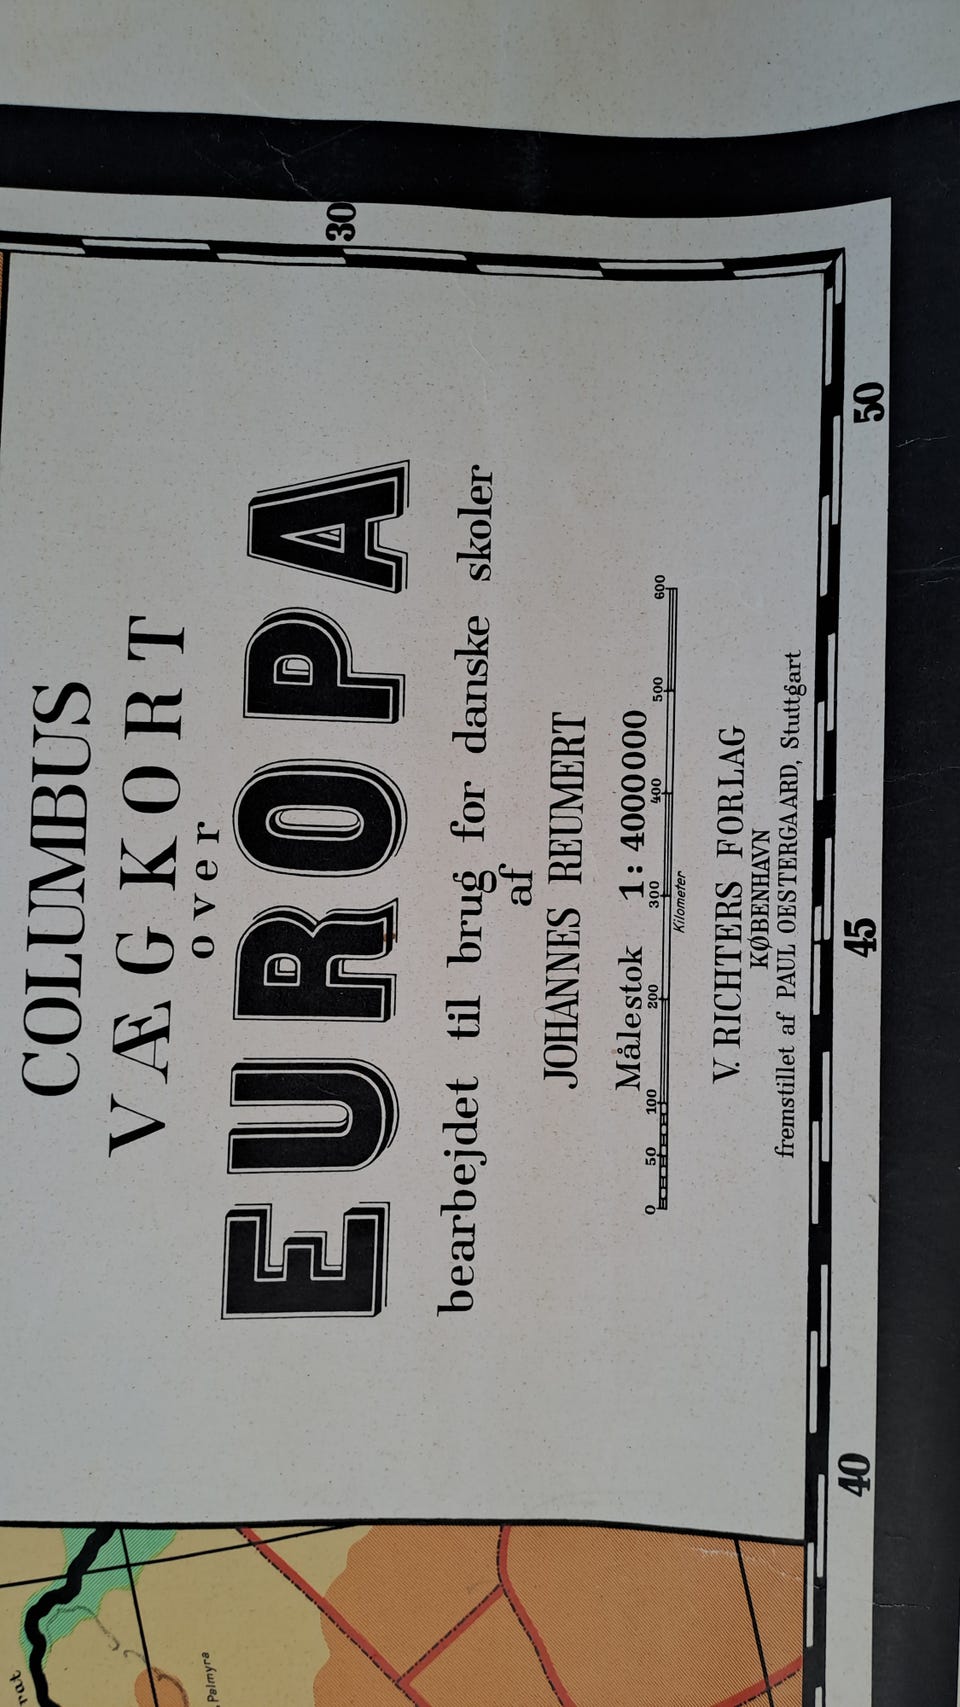 COLUMBUS
VÆGKORT
over
EUROPA
bearbejdet til brug for danske skoler
af
JOHANNES REUMERT
Målestok 1:4000000
0 50 100 200 300 400 500 600
Kilometer
V. RICHTERS FORLAG
KØBENHAVN
fremstillet af PAUL OESTERGAARD, Stuttgart
30
40 45 50
Palmyra